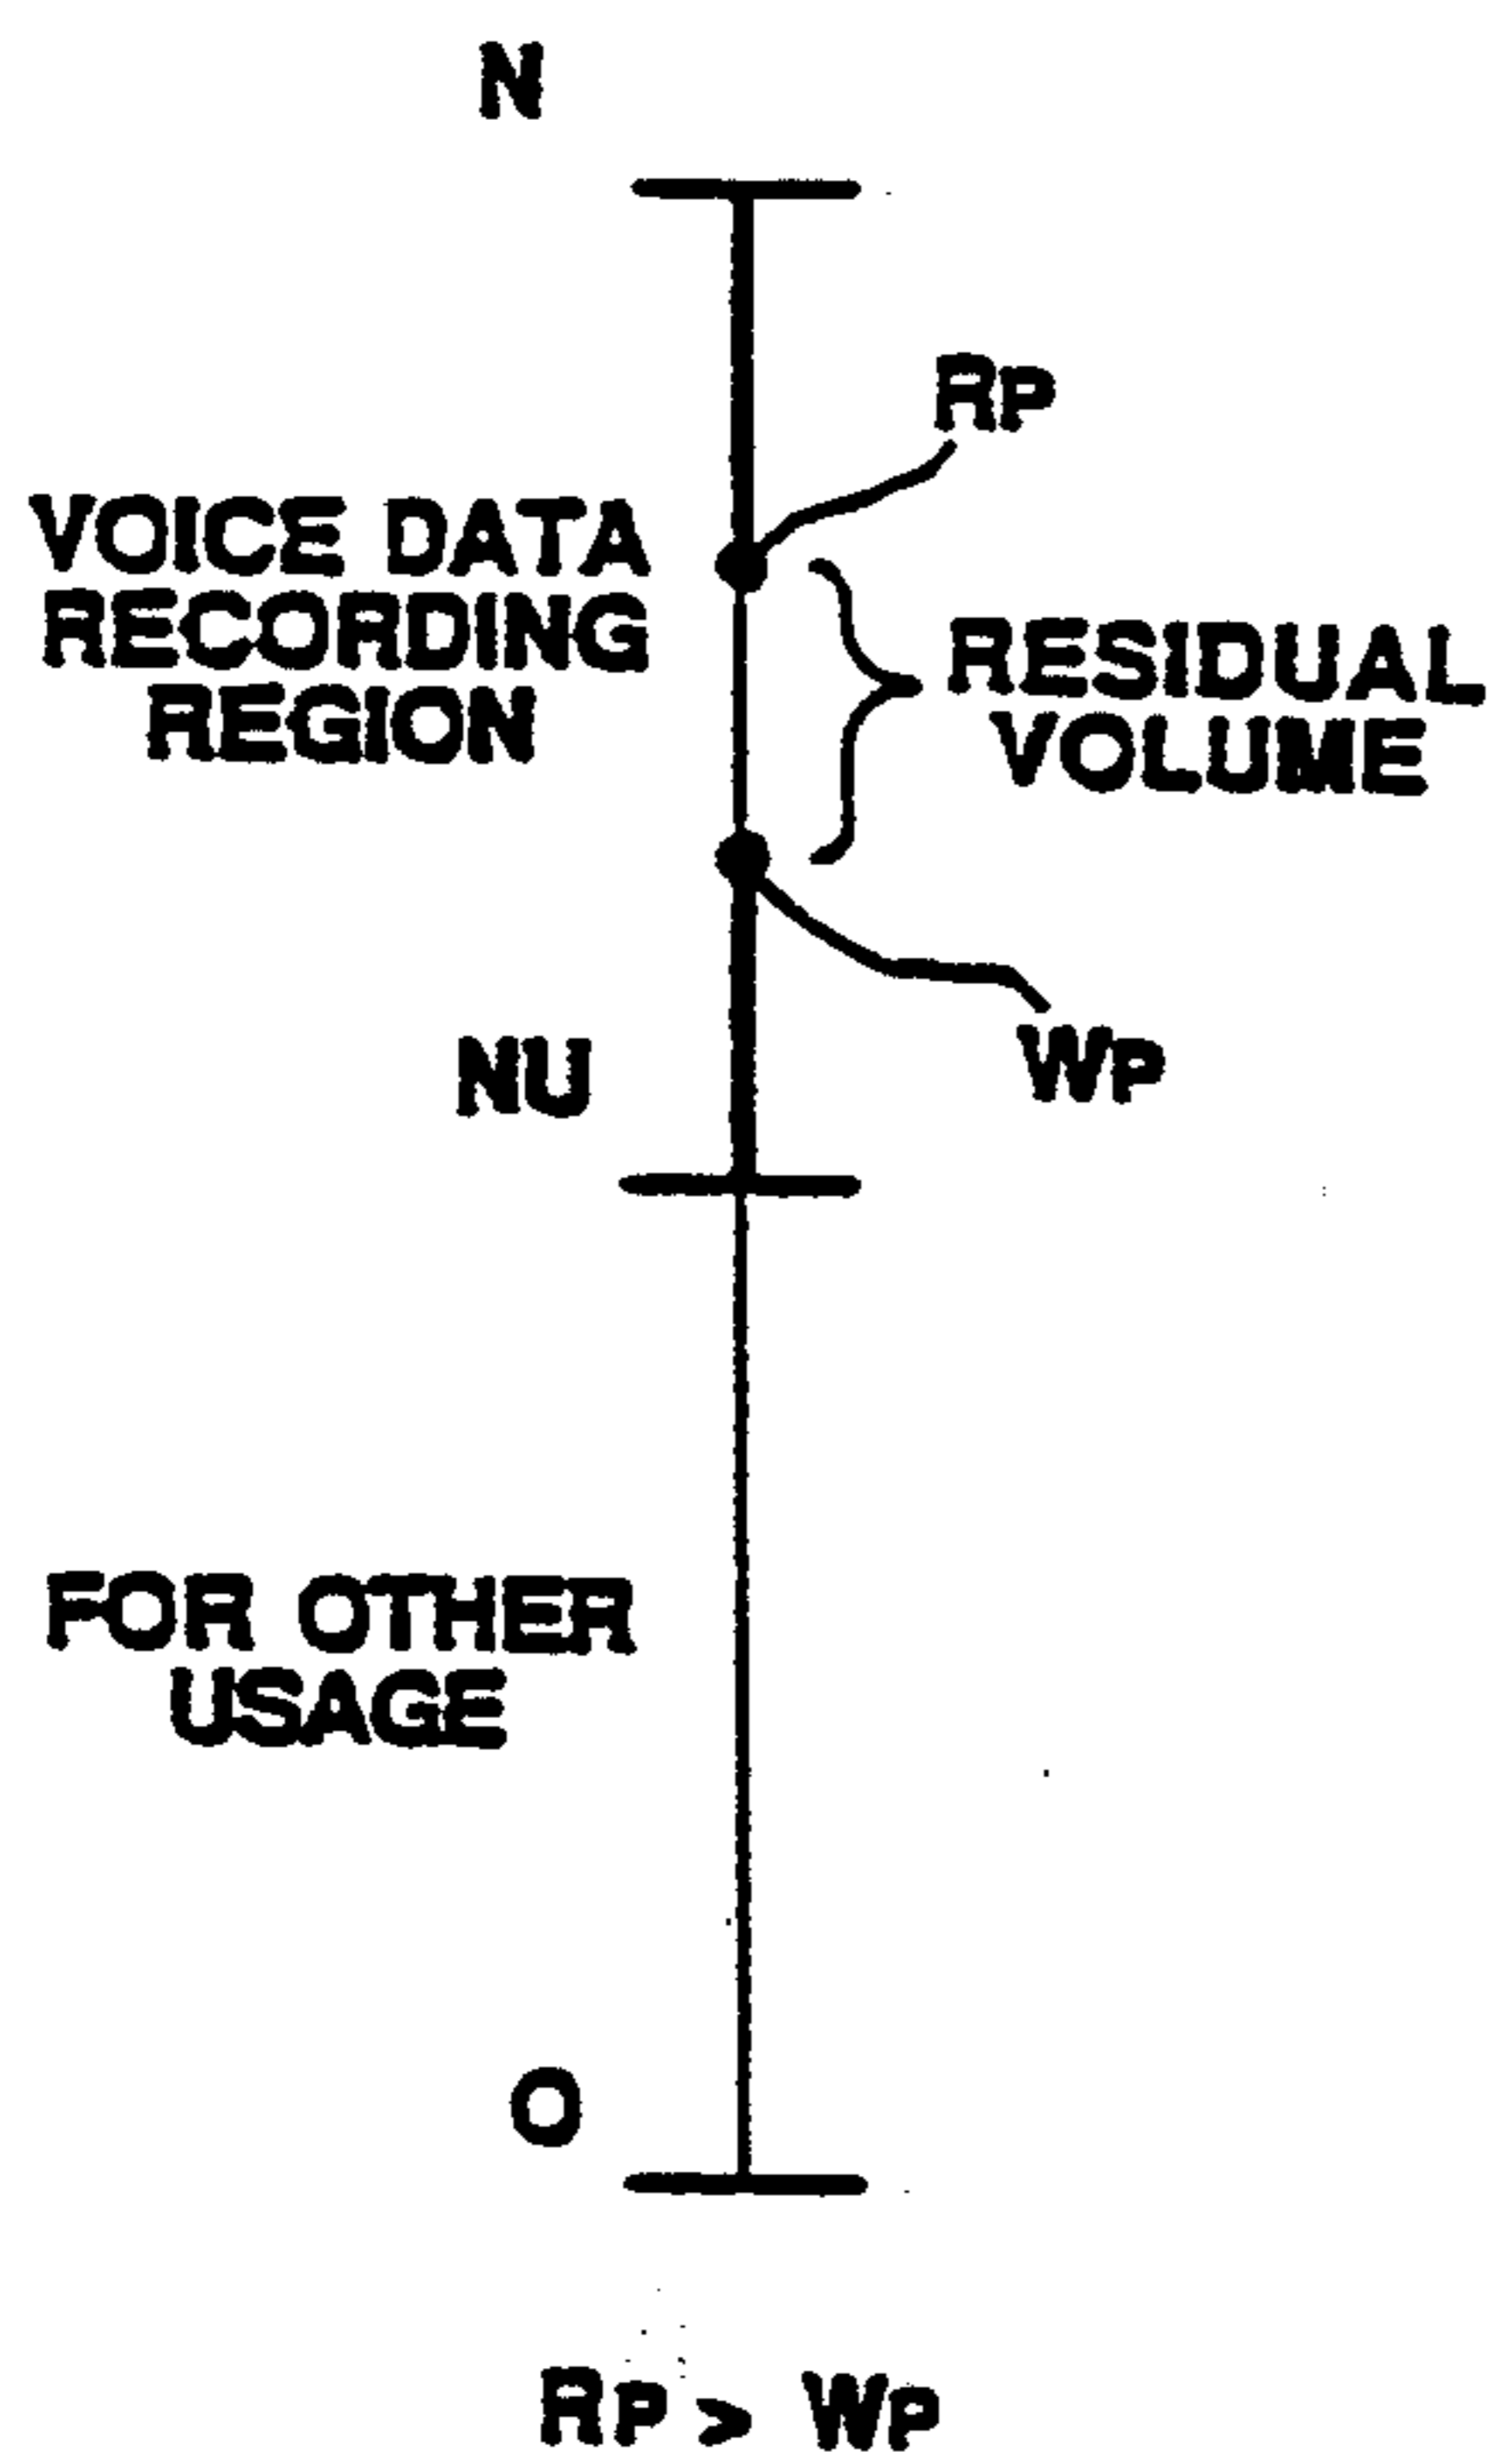 N
Rp
VOICE DATA
RECORDING
REGION
RESIDUAL
VOLUME
NU
Wp
FOR OTHER
USAGE
O
Rp > Wp